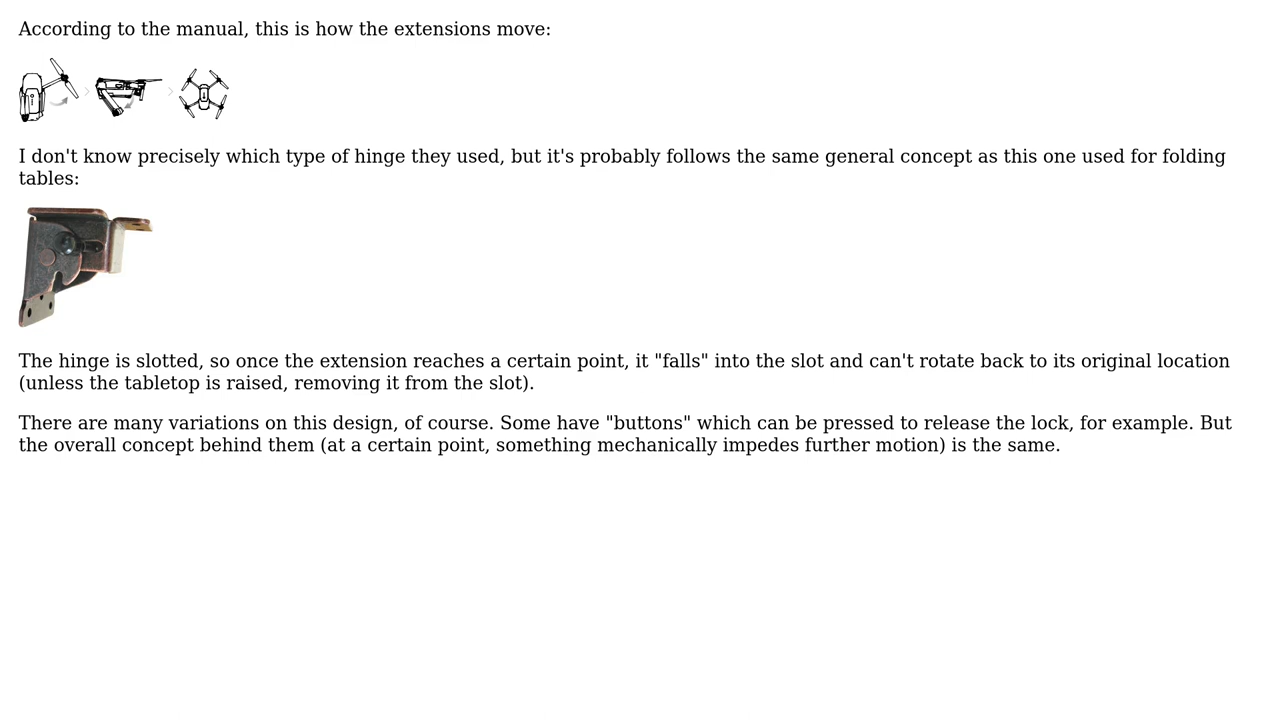 According to the manual, this is how the extensions move:
I don't know precisely which type of hinge they used, but it's probably follows the same general concept as this one used for folding
tables:
The hinge is slotted, so once the extension reaches a certain point, it "falls" into the slot and can't rotate back to its original location
(unless the tabletop is raised, removing it from the slot).
There are many variations on this design, of course. Some have "buttons" which can be pressed to release the lock, for example. But
the overall concept behind them (at a certain point, something mechanically impedes further motion) is the same.